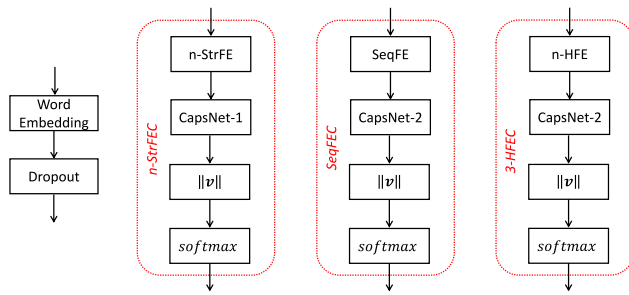 Word
Embedding
Dropout
n-StrFEC
n-StrFE
CapsNet-1
‖v‖
softmax
SeqFEC
SeqFE
CapsNet-2
‖v‖
softmax
3-HFEC
n-HFE
CapsNet-2
‖v‖
softmax